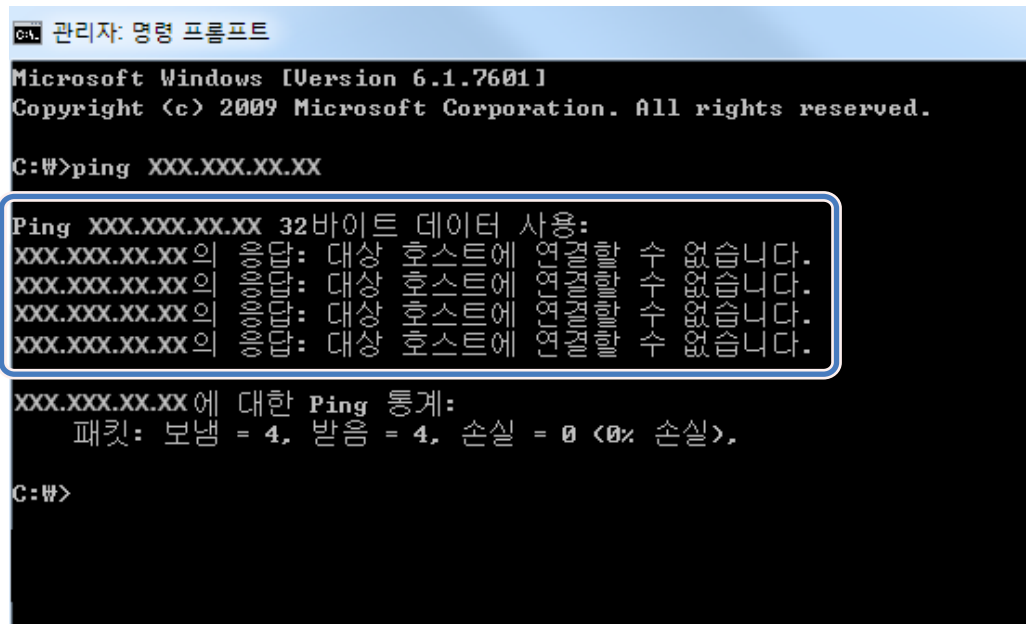 관리자: 명령 프롬프트
Microsoft Windows [Version 6.1.7601]
Copyright (c) 2009 Microsoft Corporation. All rights reserved.
C:₩>ping XXX.XXX.XX.XX
Ping XXX.XXX.XX.XX 32바이트 데이터 사용:
XXX.XXX.XX.XX의 응답: 대상 호스트에 연결할 수 없습니다.
XXX.XXX.XX.XX의 응답: 대상 호스트에 연결할 수 없습니다.
XXX.XXX.XX.XX의 응답: 대상 호스트에 연결할 수 없습니다.
XXX.XXX.XX.XX의 응답: 대상 호스트에 연결할 수 없습니다.
XXX.XXX.XX.XX에 대한 Ping 통계:
패킷: 보냄 = 4, 받음 = 4, 손실 = 0 (0% 손실),
C:₩>